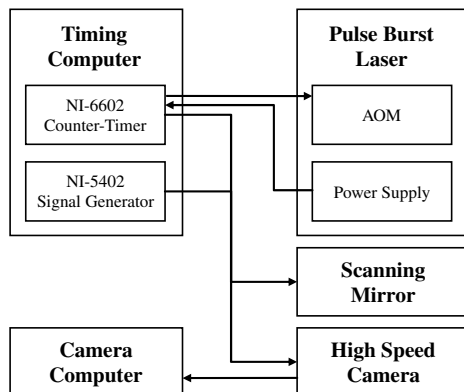 Timing
Computer
NI-6602
Counter-Timer
NI-5402
Signal Generator
Pulse Burst
Laser
AOM
Power Supply
Scanning
Mirror
Camera
Computer
High Speed
Camera